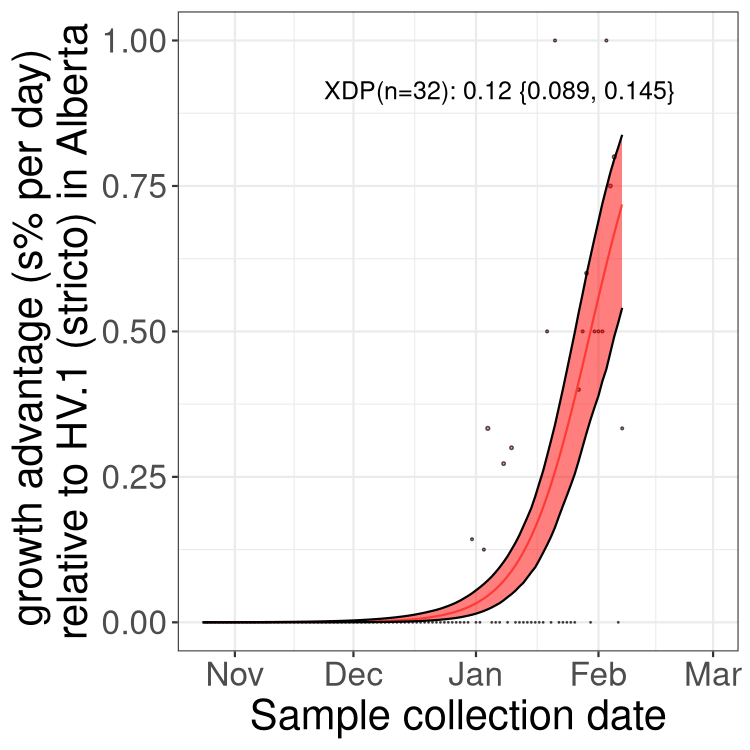 growth advantage (s% per day)
relative to HV.1 (stricto) in Alberta
1.00
0.75
0.50
0.25
0.00
XDP(n=32): 0.12 {0.089, 0.145}
Nov Dec Jan Feb Mar
Sample collection date